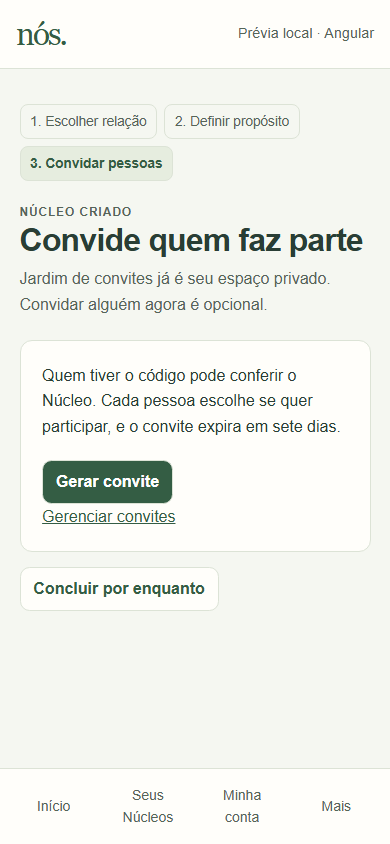 nós.
Prévia local · Angular
1. Escolher relação
2. Definir propósito
3. Convidar pessoas
NÚCLEO CRIADO
Convide quem faz parte
Jardim de convites já é seu espaço privado.
Convidar alguém agora é opcional.
Quem tiver o código pode conferir o
Núcleo. Cada pessoa escolhe se quer
participar, e o convite expira em sete dias.
Gerar convite
Gerenciar convites
Concluir por enquanto
Início
Seus
Núcleos
Minha
conta
Mais